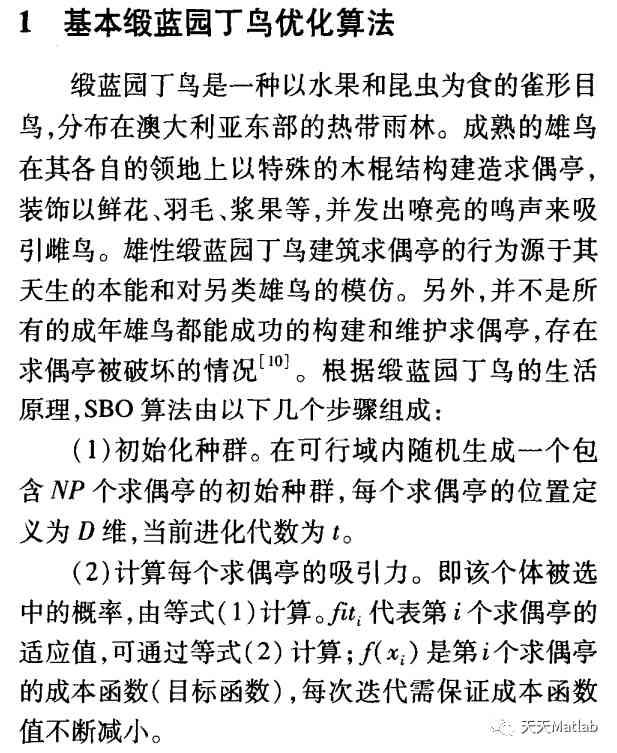 1 基本缎蓝园丁鸟优化算法
缎蓝园丁鸟是一种以水果和昆虫为食的雀形目
鸟,分布在澳大利亚东部的热带雨林。成熟的雄鸟
在其各自的领地上以特殊的木棍结构建造求偶亭,
装饰以鲜花、羽毛、浆果等,并发出嘹亮的鸣声来吸
引雌鸟。雄性缎蓝园丁鸟建筑求偶亭的行为源于其
天生的本能和对另类雄鸟的模仿。另外,并不是所
有的成年雄鸟都能成功的构建和维护求偶亭,存在
求偶亭被破坏的情况[10]。根据缎蓝园丁鸟的生活
原理,SBO 算法由以下几个步骤组成:
(1)初始化种群。在可行域内随机生成一个包
含 NP 个求偶亭的初始种群,每个求偶亭的位置定
义为 D 维,当前进化代数为 t。
(2)计算每个求偶亭的吸引力。即该个体被选
中的概率,由等式(1)计算。fitᵢ 代表第 i 个求偶亭的
适应值,可通过等式(2)计算;f(xᵢ)是第 i 个求偶亭
的成本函数(目标函数),每次迭代需保证成本函数
值不断减小。
天天Matlab